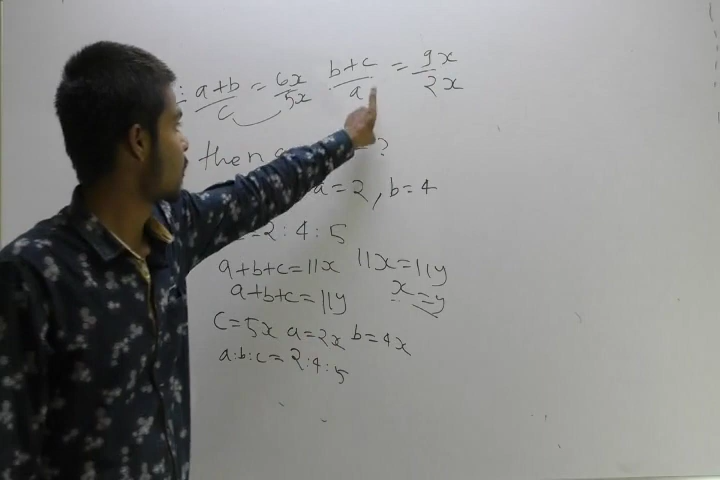 : a+b/c = 6x/5x b+c/a = 9x/2x
then ?
a=2, b=4
=2:4:5
a+b+c=11x 11x=11y
a+b+c=11y x=y
c=5x a=2x b=4x
a:b:c=2:4:5